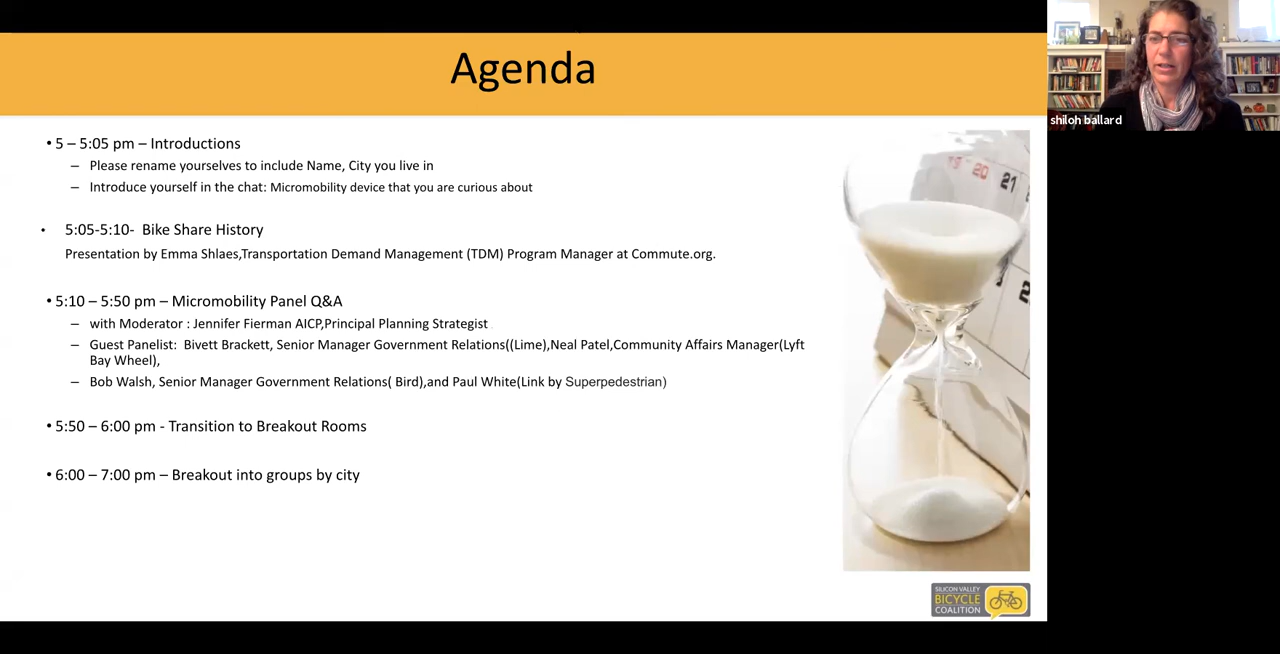 Agenda
shiloh ballard
• 5 – 5:05 pm – Introductions
– Please rename yourselves to include Name, City you live in
– Introduce yourself in the chat: Micromobility device that you are curious about
• 5:05-5:10- Bike Share History
Presentation by Emma Shlaes,Transportation Demand Management (TDM) Program Manager at Commute.org.
• 5:10 – 5:50 pm – Micromobility Panel Q&A
– with Moderator : Jennifer Fierman AICP,Principal Planning Strategist
– Guest Panelist: Bivett Brackett, Senior Manager Government Relations((Lime),Neal Patel,Community Affairs Manager(Lyft
Bay Wheel),
– Bob Walsh, Senior Manager Government Relations( Bird),and Paul White(Link by Superpedestrian)
• 5:50 – 6:00 pm - Transition to Breakout Rooms
• 6:00 – 7:00 pm – Breakout into groups by city
19 20 21
SILICON VALLEY
BICYCLE
COALITION